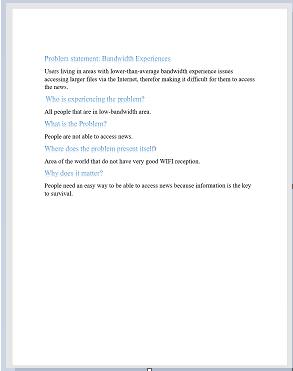 Problem statement: Bandwidth Experiences
Users living in areas with lower-than-average bandwidth experience issues
accessing larger files via the Internet, therefor making it difficult for them to access
the news.
Who is experiencing the problem?
All people that are in low-bandwidth area.
What is the Problem?
People are not able to access news.
Where does the problem present itself?
Area of the world that do not have very good WIFI reception.
Why does it matter?
People need an easy way to be able to access news because information is the key
to survival.